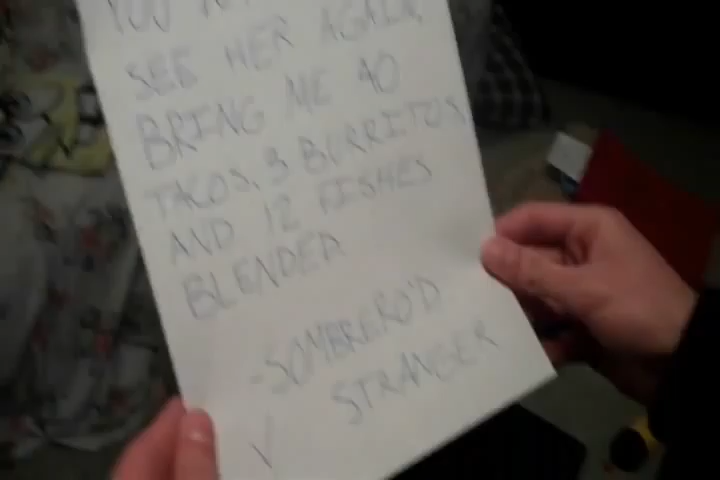 YOU
SEE HER AGAIN,
BRING ME 40
TACOS, 3 BURRITOS,
AND 12 FISHES
BLENDER
-SOMBRERO'D
STRANGER